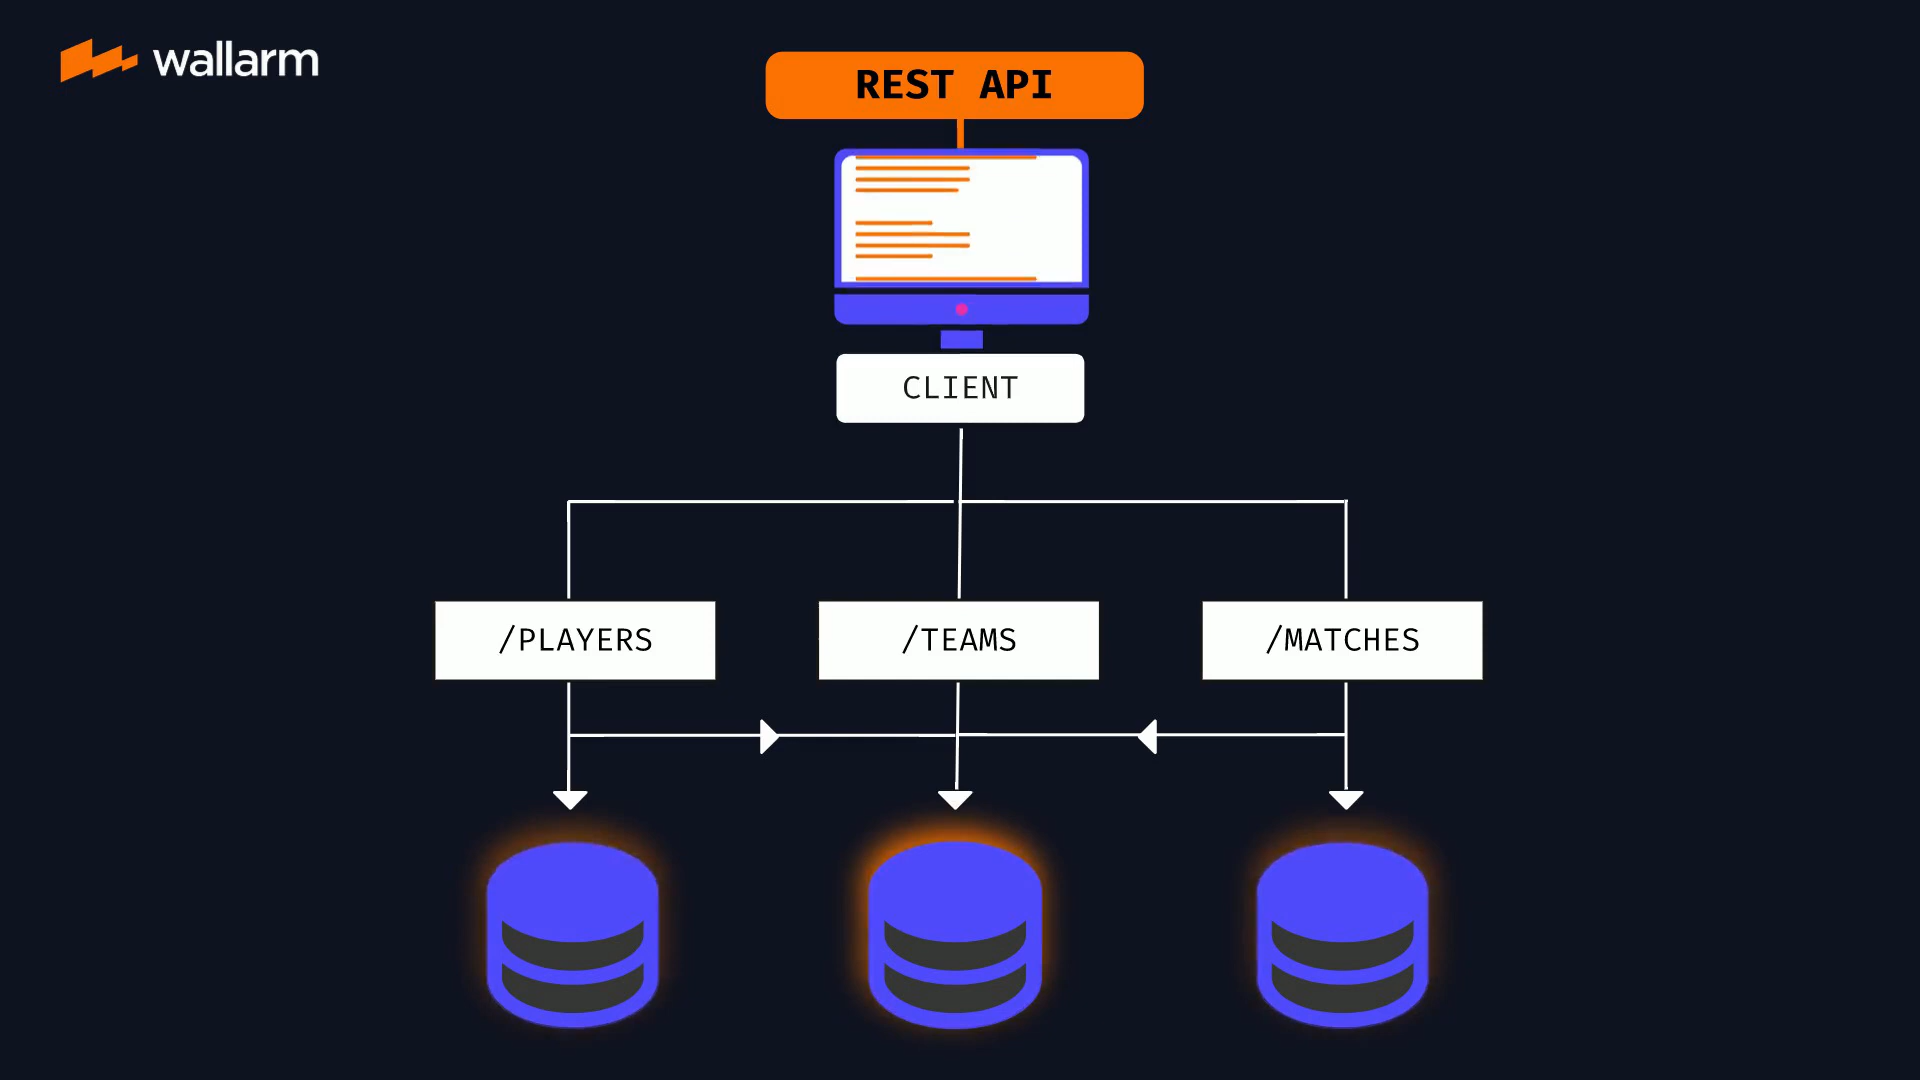 wallarm
REST API
CLIENT
/PLAYERS
/TEAMS
/MATCHES